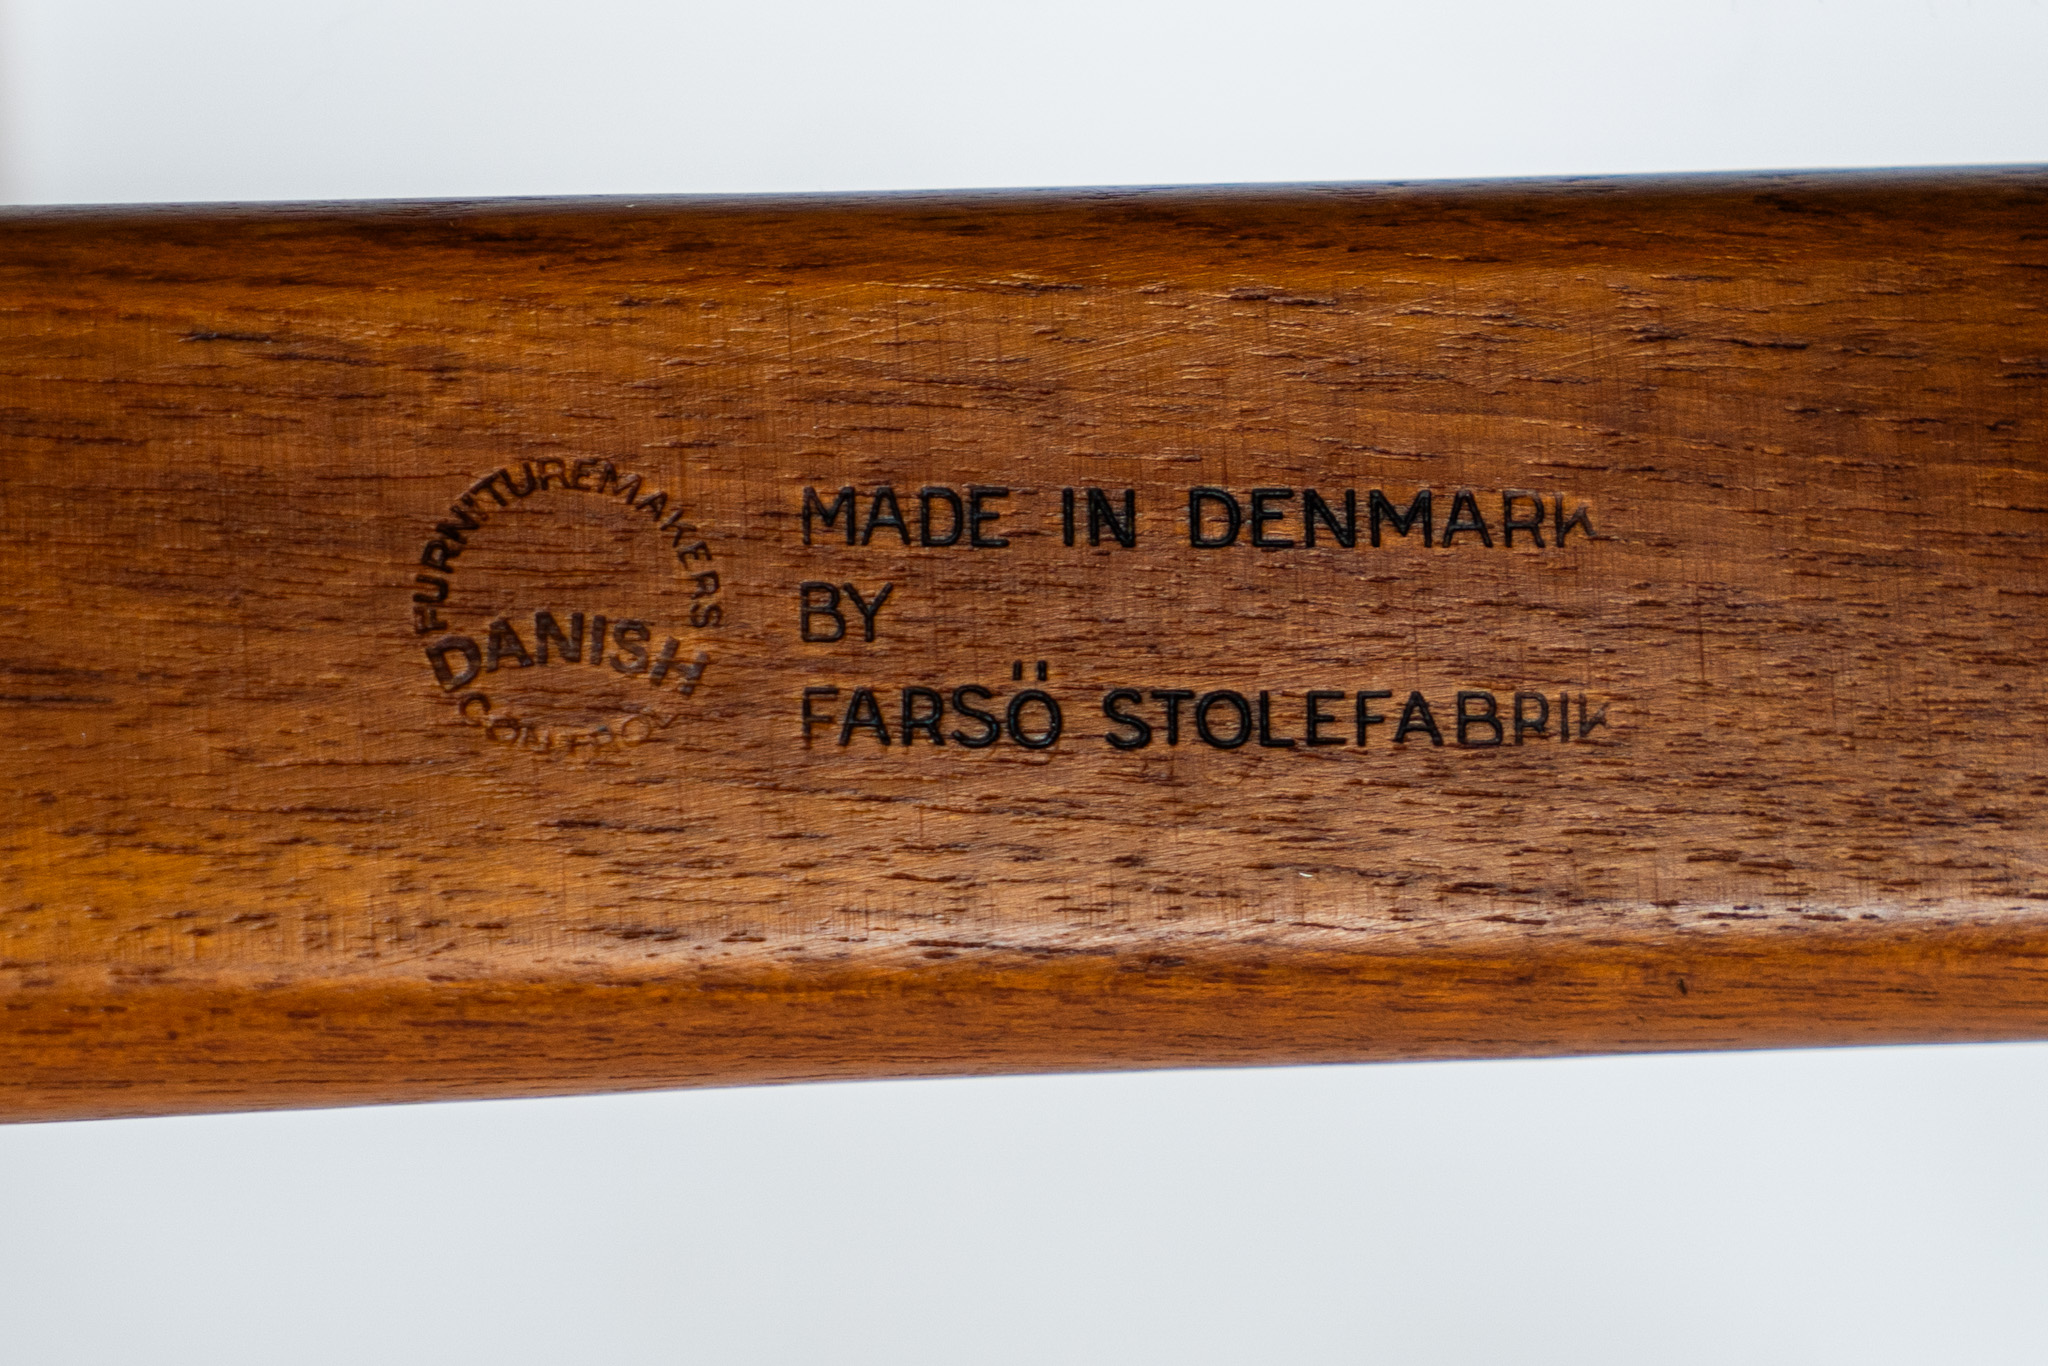 FURNITUREMAKERS
DANISH
CONTROL
MADE IN DENMARK
BY
FARSÖ STOLEFABRIK